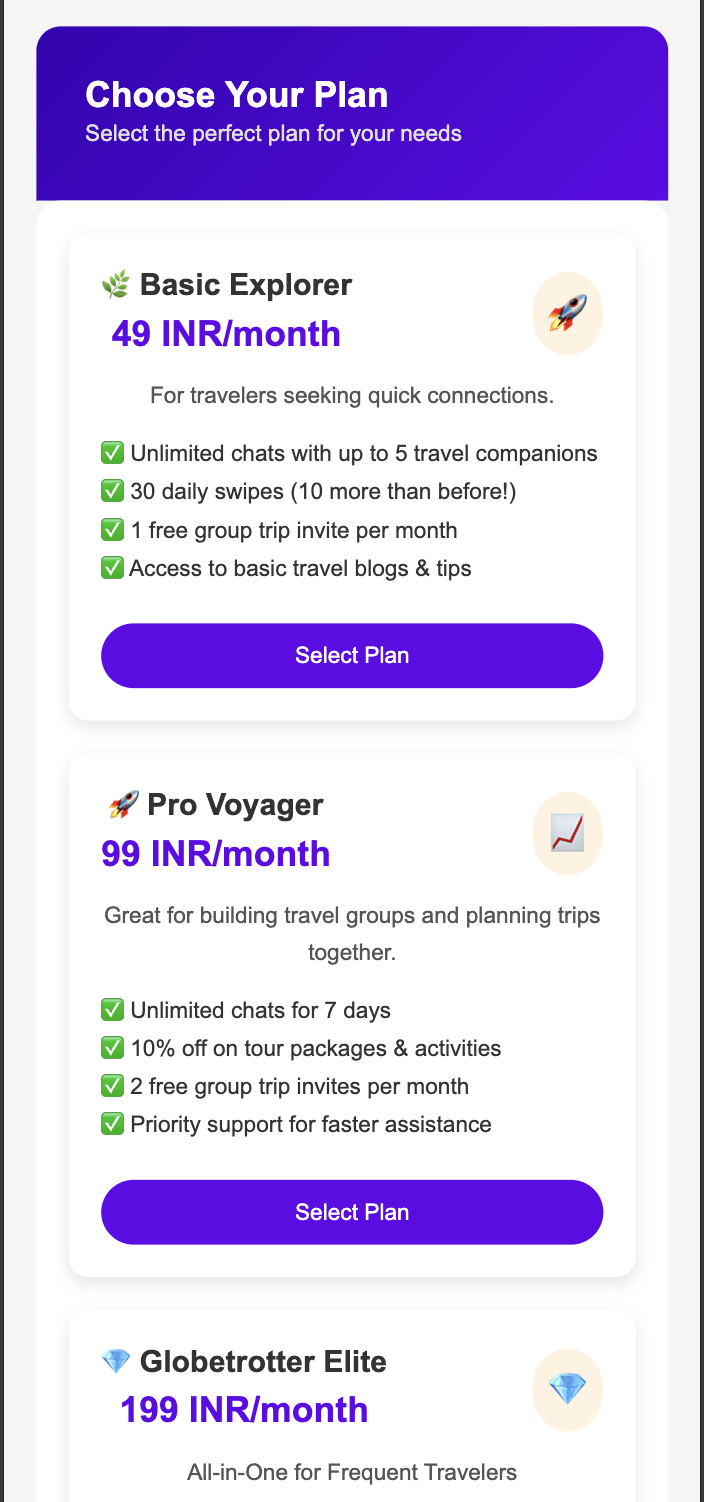 Choose Your Plan
Select the perfect plan for your needs
🌿 Basic Explorer
49 INR/month
🚀
For travelers seeking quick connections.
✅ Unlimited chats with up to 5 travel companions
✅ 30 daily swipes (10 more than before!)
✅ 1 free group trip invite per month
✅ Access to basic travel blogs & tips
Select Plan
🚀 Pro Voyager
99 INR/month
📈
Great for building travel groups and planning trips
together.
✅ Unlimited chats for 7 days
✅ 10% off on tour packages & activities
✅ 2 free group trip invites per month
✅ Priority support for faster assistance
Select Plan
💎 Globetrotter Elite
199 INR/month
💎
All-in-One for Frequent Travelers